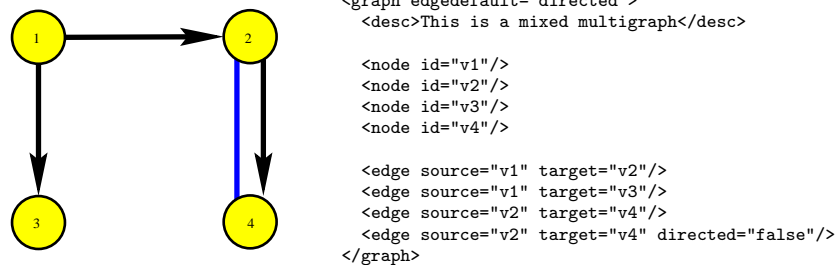 1
2
3
4
<graph edgedefault="directed">
  <desc>This is a mixed multigraph</desc>
  <node id="v1"/>
  <node id="v2"/>
  <node id="v3"/>
  <node id="v4"/>
  <edge source="v1" target="v2"/>
  <edge source="v1" target="v3"/>
  <edge source="v2" target="v4"/>
  <edge source="v2" target="v4" directed="false"/>
</graph>